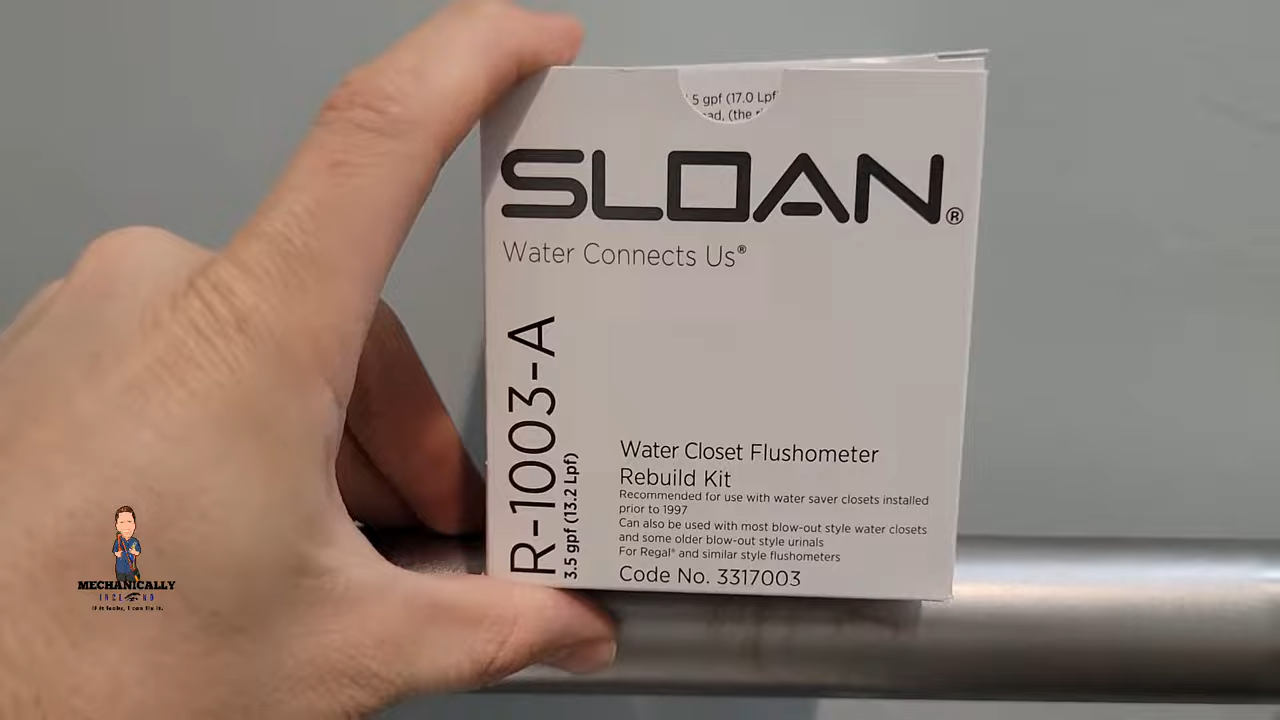 .5 gpf (17.0 Lpf
ad, (the
SLOAN®
Water Connects Us®
R-1003-A
3.5 gpf (13.2 Lpf)
Water Closet Flushometer
Rebuild Kit
Recommended for use with water saver closets installed
prior to 1997
Can also be used with most blow-out style water closets
and some older blow-out style urinals
For Regal® and similar style flushometers
Code No. 3317003
MECHANICALLY
If it leaks, I can fix it.